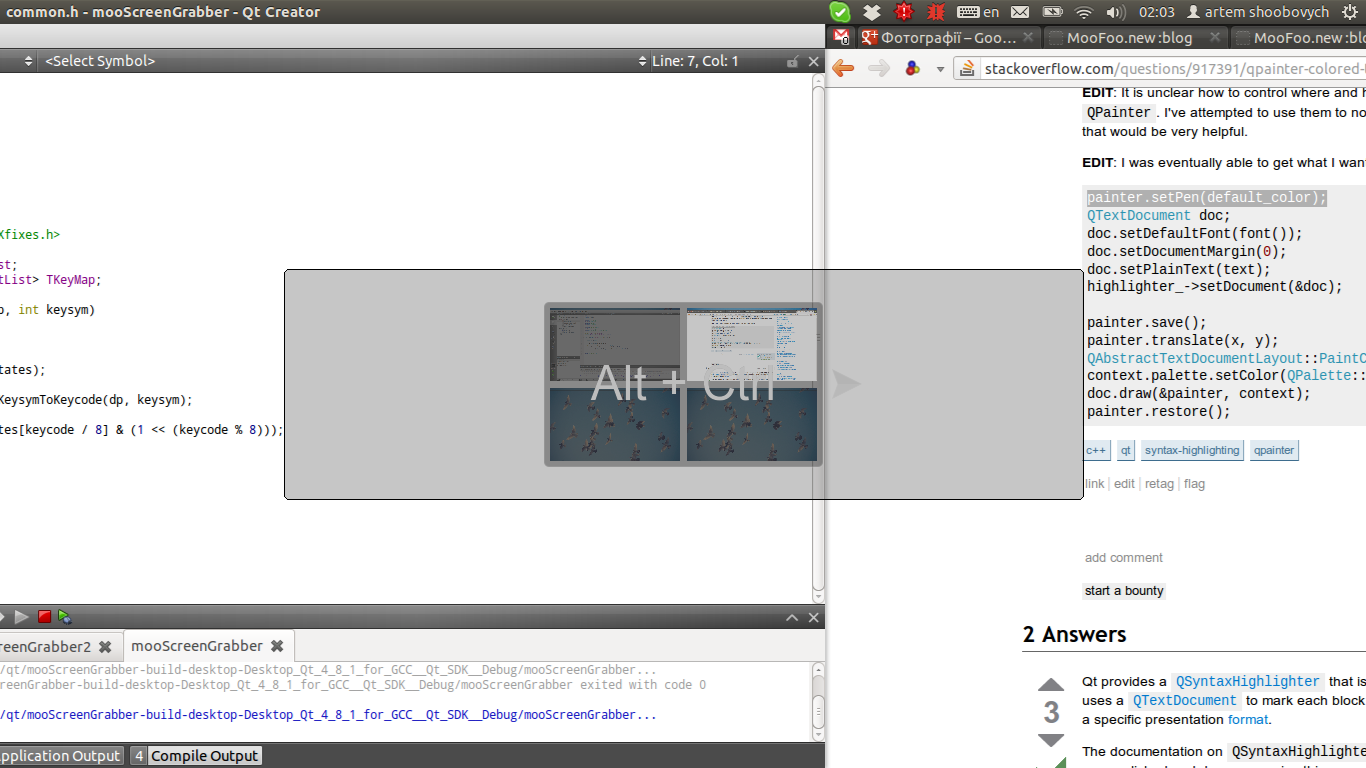 common.h - mooScreenGrabber - Qt Creator
en
02:03
artem shoobovych
<Select Symbol>
Line: 7, Col: 1
Xfixes.h>
st;
tList> TKeyMap;
p, int keysym)
tates);
KeysymToKeycode(dp, keysym);
tes[keycode / 8] & (1 << (keycode % 8)));
Alt + Ctrl
reenGrabber2
mooScreenGrabber
/qt/mooScreenGrabber-build-desktop-Desktop_Qt_4_8_1_for_GCC__Qt_SDK__Debug/mooScreenGrabber...
reenGrabber-build-desktop-Desktop_Qt_4_8_1_for_GCC__Qt_SDK__Debug/mooScreenGrabber exited with code 0
/qt/mooScreenGrabber-build-desktop-Desktop_Qt_4_8_1_for_GCC__Qt_SDK__Debug/mooScreenGrabber...
Application Output
4 Compile Output
Фотографії – Goo...
MooFoo.new :blog
MooFoo.new :blo
stackoverflow.com/questions/917391/qpainter-colored-
EDIT: It is unclear how to control where and h
QPainter . I've attempted to use them to no
that would be very helpful.
EDIT: I was eventually able to get what I wan
painter.setPen(default_color);
QTextDocument doc;
doc.setDefaultFont(font());
doc.setDocumentMargin(0);
doc.setPlainText(text);
highlighter_->setDocument(&doc);
painter.save();
painter.translate(x, y);
QAbstractTextDocumentLayout::PaintC
context.palette.setColor(QPalette::
doc.draw(&painter, context);
painter.restore();
c++ qt syntax-highlighting qpainter
link | edit | retag | flag
add comment
start a bounty
2 Answers
3
Qt provides a QSyntaxHighlighter that is
uses a QTextDocument to mark each block
a specific presentation format.
The documentation on QSyntaxHighlighte